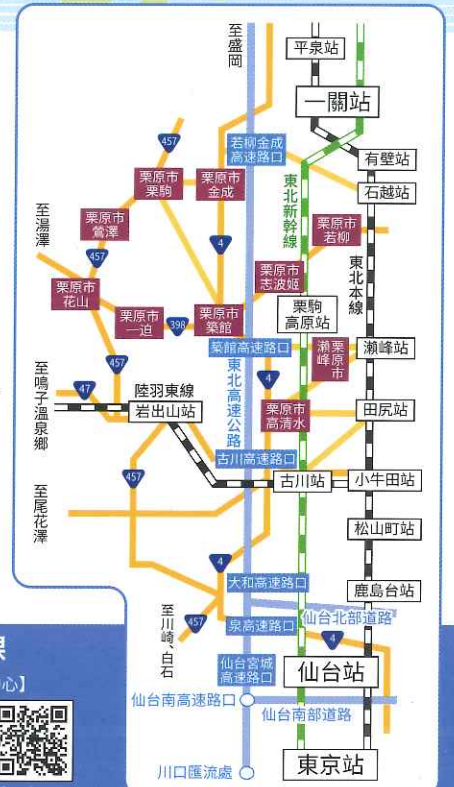 至盛岡
平泉站
一關站
457
若柳金成
高速路口
有壁站
栗原市
栗駒
栗原市
金成
石越站
東北新幹線
至湯澤
栗原市
鶯澤
栗原市
若柳
4
457
東北本線
栗原市
志波姬
栗原市
花山
栗原市
一迫
398
栗原市
築館
栗駒
高原站
築館高速路口
瀨峰
栗原市
瀨峰站
457
至鳴子溫泉鄉
47
陸羽東線
岩出山站
東北高速公路
4
栗原市
高清水
田尻站
古川高速路口
457
古川站
小牛田站
至尾花澤
松山町站
4
大和高速路口
鹿島台站
至川崎、白石
457
泉高速路口
仙台北部道路
4
仙台宮城
高速路口
仙台站
仙台南高速路口
仙台南部道路
川口匯流處
東京站
心】